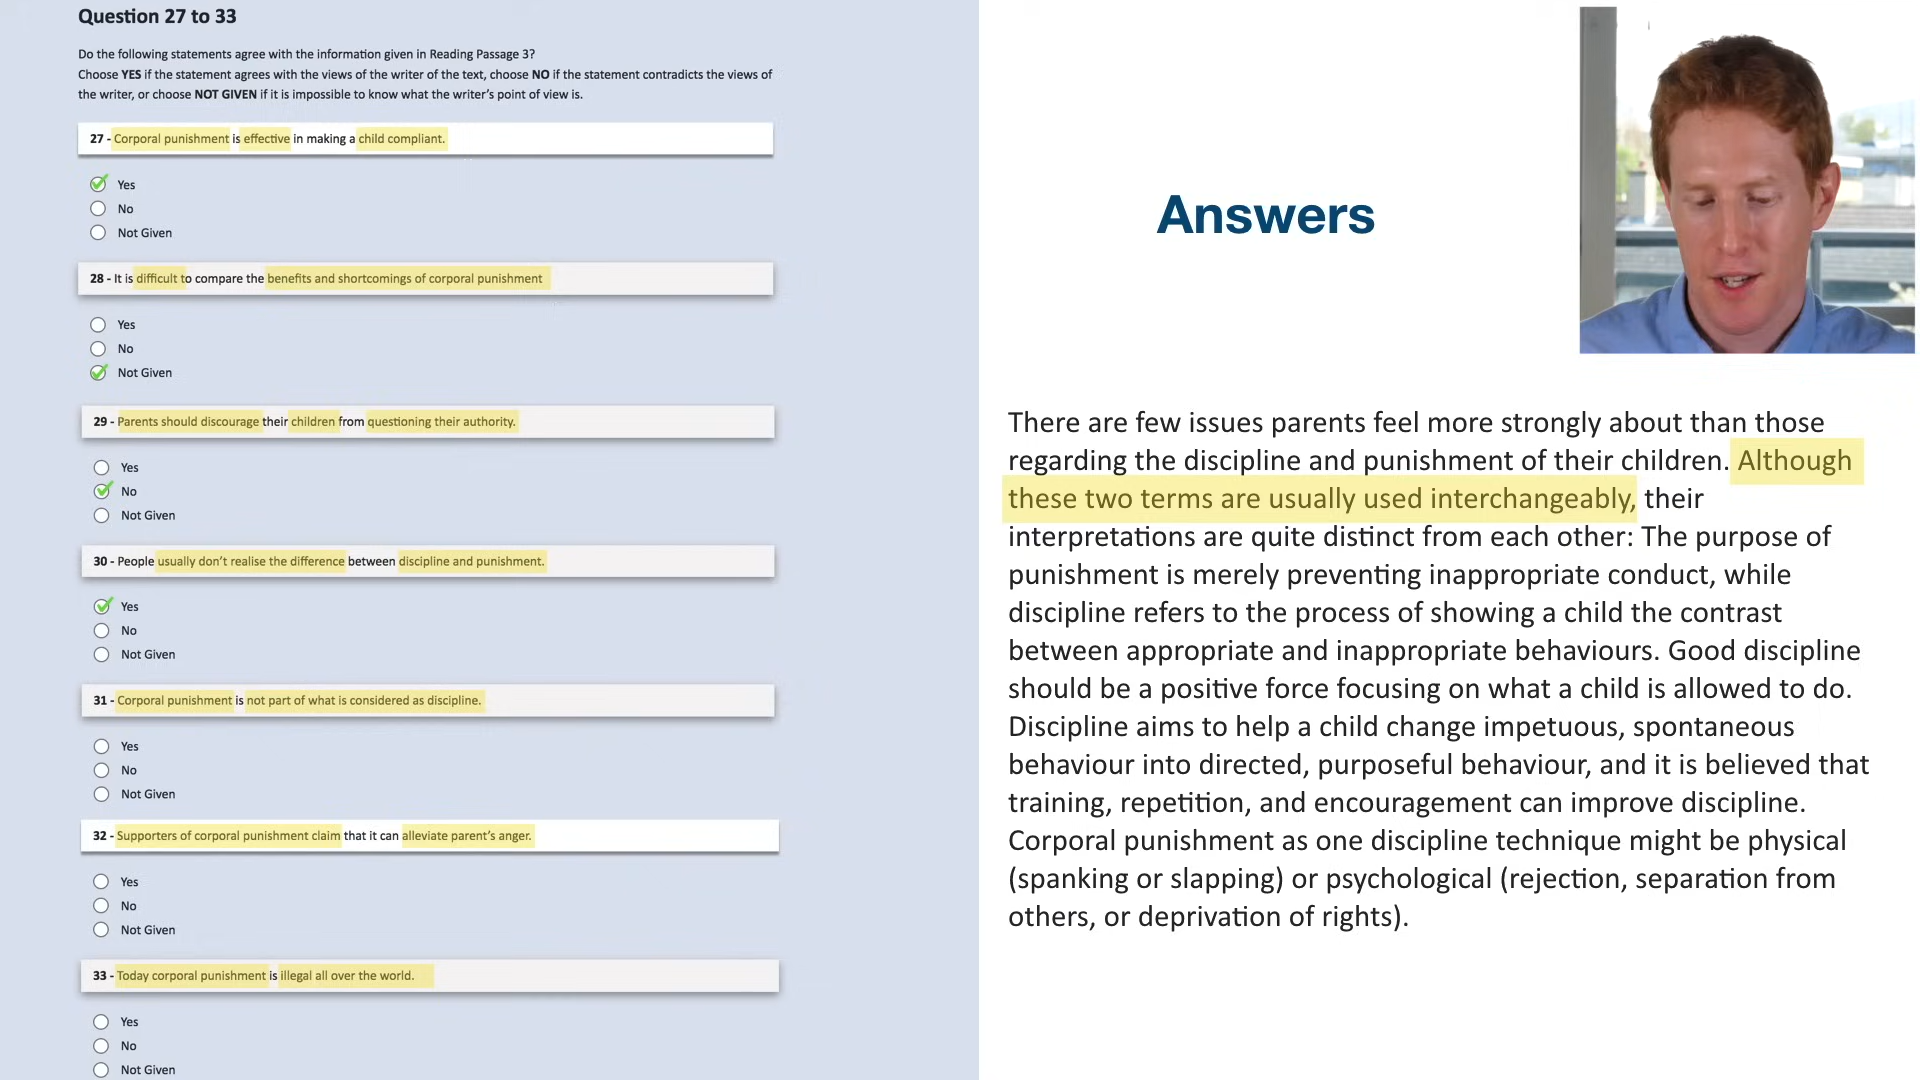 Question 27 to 33
Do the following statements agree with the information given in Reading Passage 3?
Choose YES if the statement agrees with the views of the writer of the text, choose NO if the statement contradicts the views of
the writer, or choose NOT GIVEN if it is impossible to know what the writer's point of view is.
27 - Corporal punishment is effective in making a child compliant.
Yes
No
Not Given
28 - It is difficult to compare the benefits and shortcomings of corporal punishment
Yes
No
Not Given
29 - Parents should discourage their children from questioning their authority.
Yes
No
Not Given
30 - People usually don't realise the difference between discipline and punishment.
Yes
No
Not Given
31 - Corporal punishment is not part of what is considered as discipline.
Yes
No
Not Given
32 - Supporters of corporal punishment claim that it can alleviate parent's anger.
Yes
No
Not Given
33 - Today corporal punishment is illegal all over the world.
Yes
No
Not Given
Answers
There are few issues parents feel more strongly about than those
regarding the discipline and punishment of their children. Although
these two terms are usually used interchangeably, their
interpretations are quite distinct from each other: The purpose of
punishment is merely preventing inappropriate conduct, while
discipline refers to the process of showing a child the contrast
between appropriate and inappropriate behaviours. Good discipline
should be a positive force focusing on what a child is allowed to do.
Discipline aims to help a child change impetuous, spontaneous
behaviour into directed, purposeful behaviour, and it is believed that
training, repetition, and encouragement can improve discipline.
Corporal punishment as one discipline technique might be physical
(spanking or slapping) or psychological (rejection, separation from
others, or deprivation of rights).